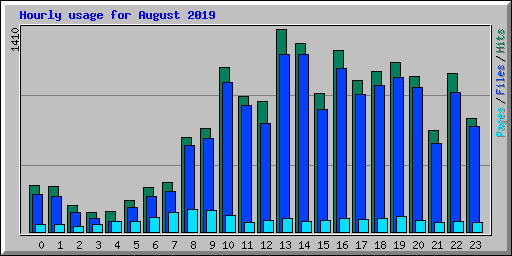 Hourly usage for August 2019
1410
Pages/Files/Hits
0 1 2 3 4 5 6 7 8 9 10 11 12 13 14 15 16 17 18 19 20 21 22 23